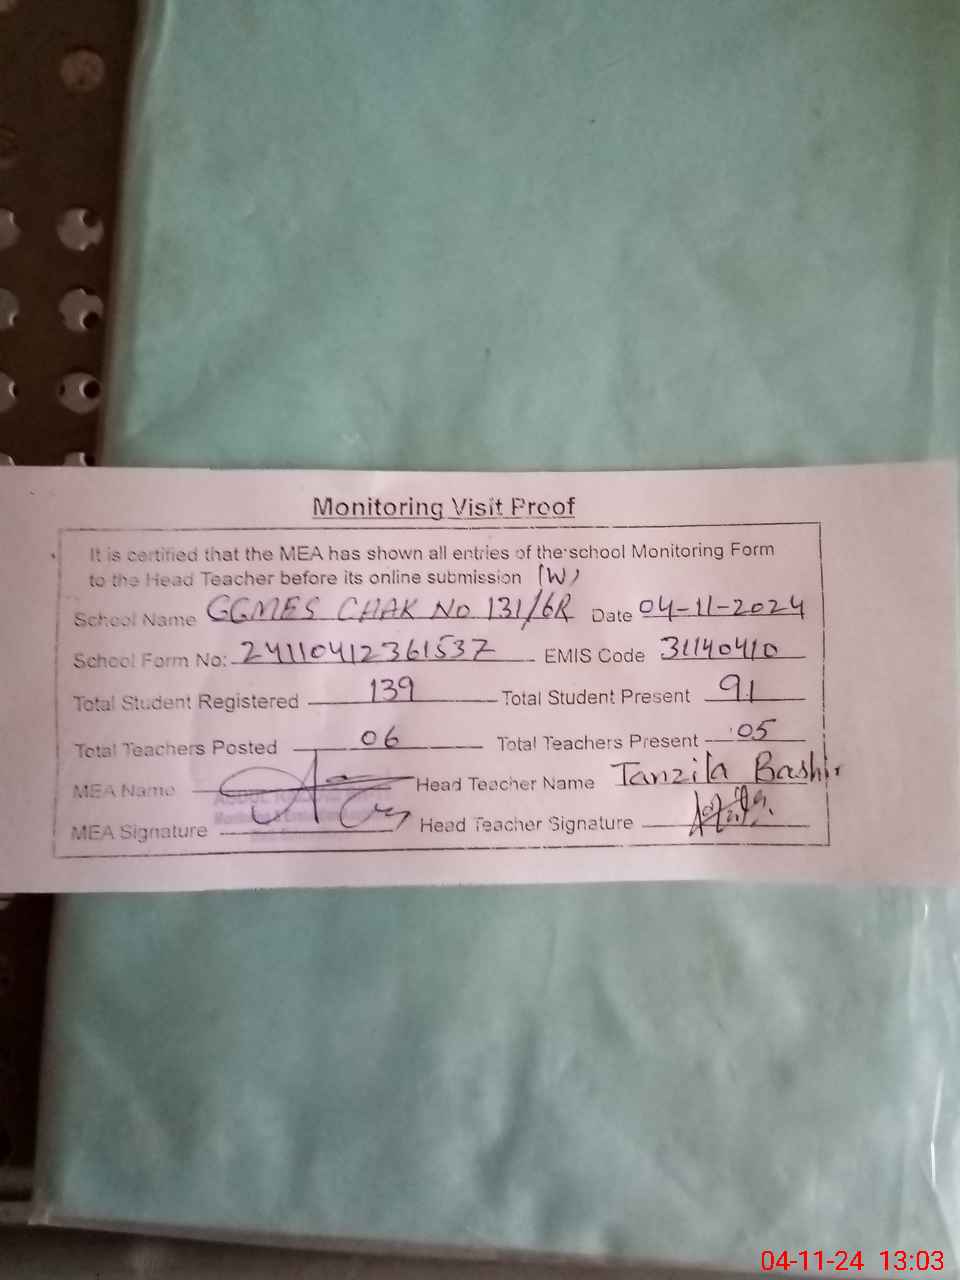 Monitoring Visit Proof
It is certified that the MEA has shown all entries of the school Monitoring Form
to the Head Teacher before its online submission (W)
School Name GGMES CHAK No 131/6R Date 04-11-2024
School Form No: 24110412361537 EMIS Code 31140410
Total Student Registered 139 Total Student Present 91
Total Teachers Posted 06 Total Teachers Present 05
MEA Name Head Teacher Name Tanzila Bashir
MEA Signature Head Teacher Signature
04-11-24 13:03